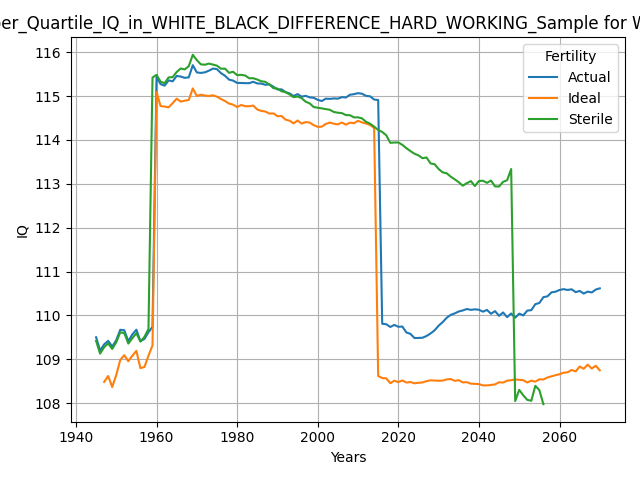 per_Quartile_IQ_in_WHITE_BLACK_DIFFERENCE_HARD_WORKING_Sample for W
Fertility
Actual
Ideal
Sterile
IQ
116
115
114
113
112
111
110
109
108
1940
1960
1980
2000
2020
2040
2060
Years